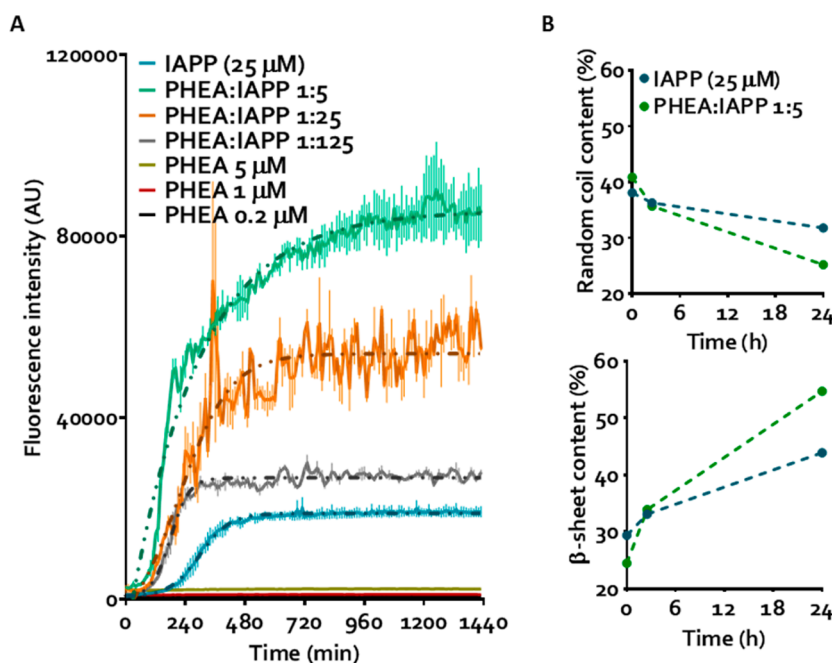 A
Fluorescence intensity (AU)
120000
80000
40000
0
IAPP (25 μM)
PHEA:IAPP 1:5
PHEA:IAPP 1:25
PHEA:IAPP 1:125
PHEA 5 μM
PHEA 1 μM
PHEA 0.2 μM
0 240 480 720 960 1200 1440
Time (min)
B
Random coil content (%)
60
50
40
30
20
IAPP (25 μM)
PHEA:IAPP 1:5
0 6 12 18 24
Time (h)
β-sheet content (%)
60
50
40
30
20
0 6 12 18 24
Time (h)